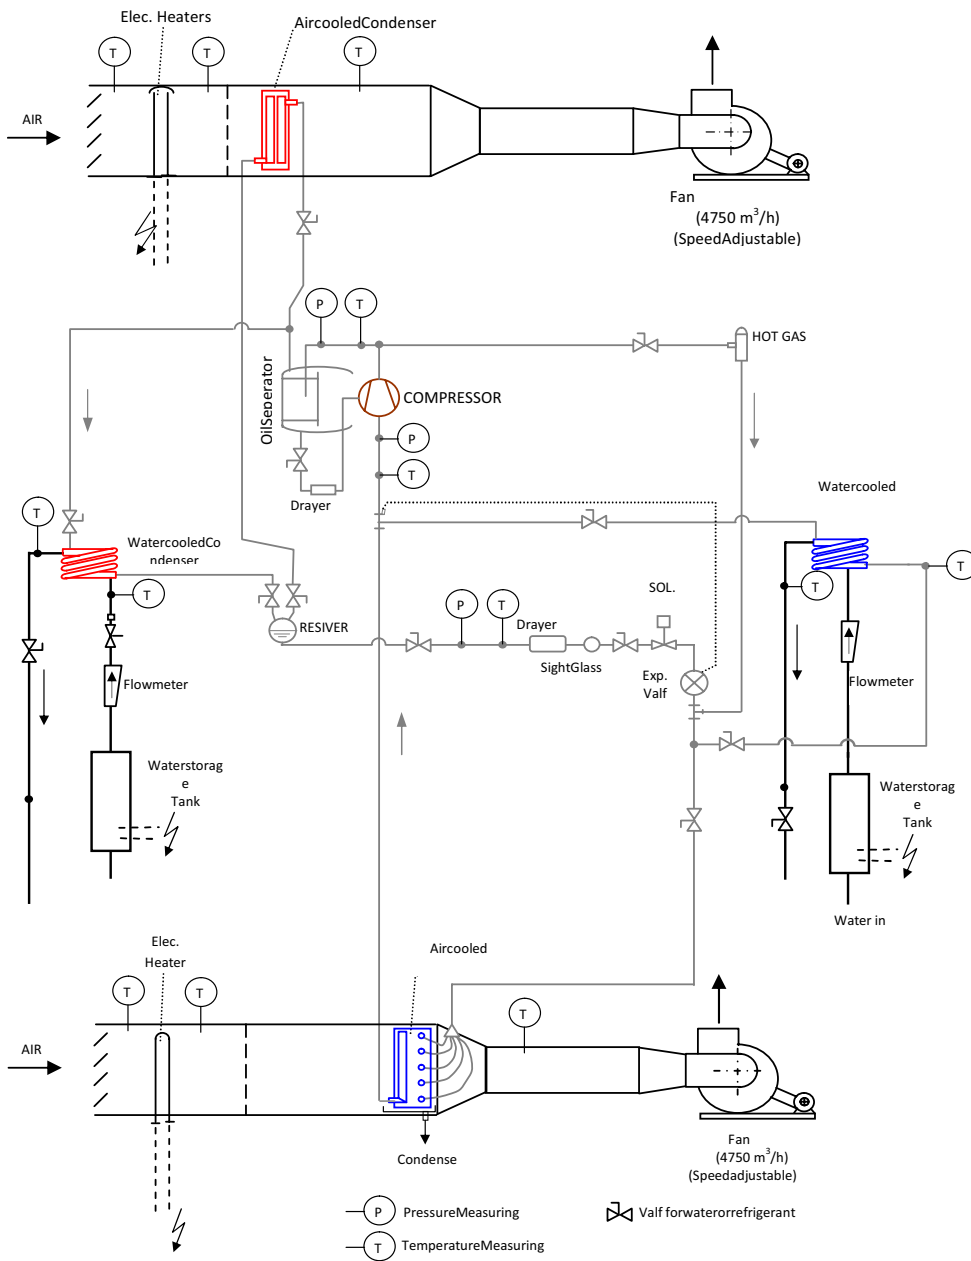 Elec. Heaters
AircooledCondenser
T
T
T
AIR
Fan
(4750 m³/h)
(SpeedAdjustable)
P
T
HOT GAS
OilSeperator
COMPRESSOR
P
T
Drayer
Watercooled
T
WatercooledCo
ndenser
T
T
T
SOL.
P
T
Drayer
RESIVER
SightGlass
Exp.
Valf
Flowmeter
Flowmeter
Waterstorag
e
Tank
Waterstorag
e
Tank
Water in
Elec.
Heater
Aircooled
T
T
T
AIR
Condense
Fan
(4750 m³/h)
(Speedadjustable)
P
PressureMeasuring
Valf forwaterorrefrigerant
T
TemperatureMeasuring